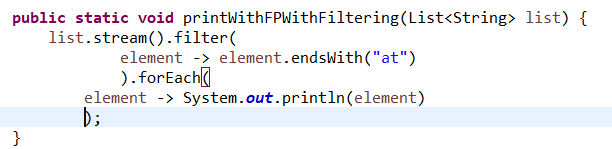 public static void printWithFPWithFiltering(List<String> list) {
    list.stream().filter(
            element -> element.endsWith("at")
            ).forEach(
        element -> System.out.println(element)
        );
}